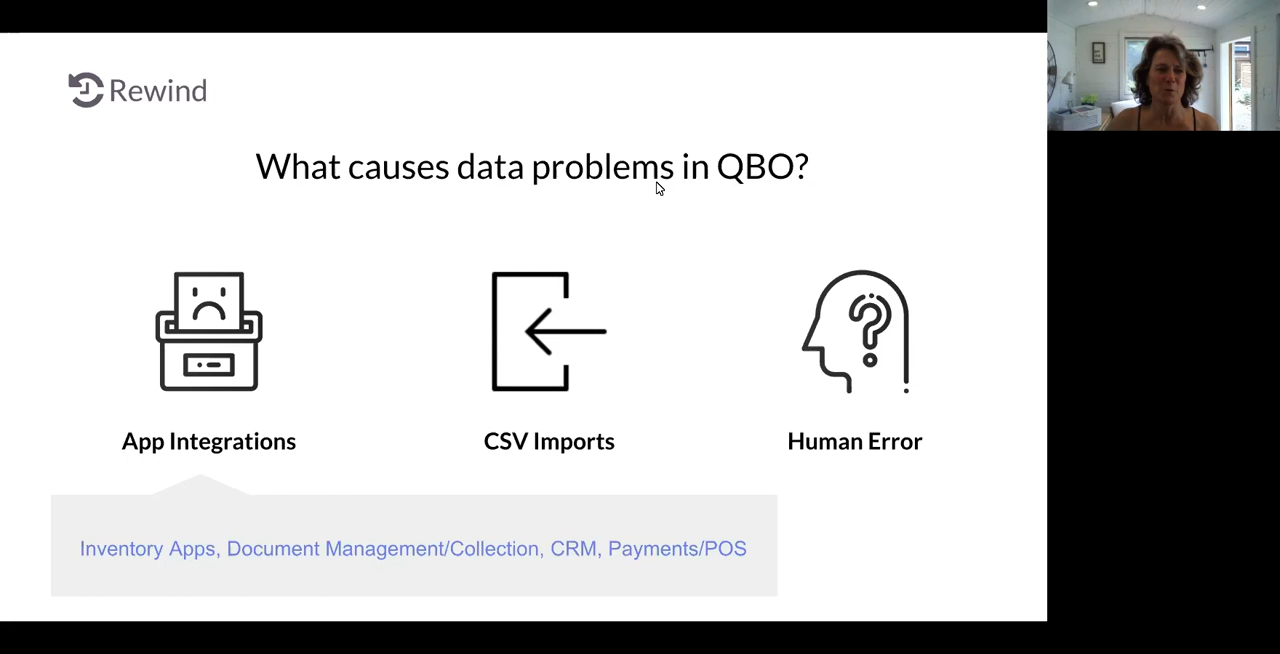 Rewind
What causes data problems in QBO?
App Integrations
CSV Imports
Human Error
Inventory Apps, Document Management/Collection, CRM, Payments/POS